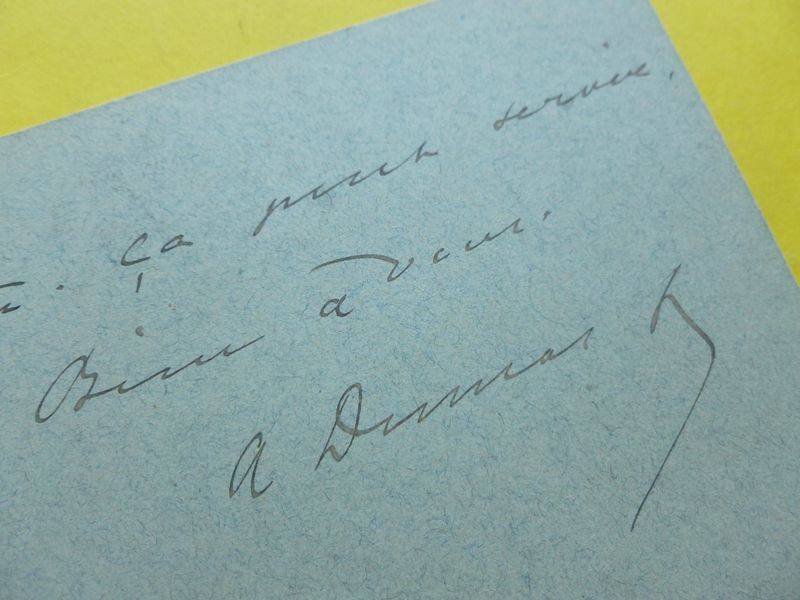 Ça peut servir.
Bien à vous.
A Dumas f